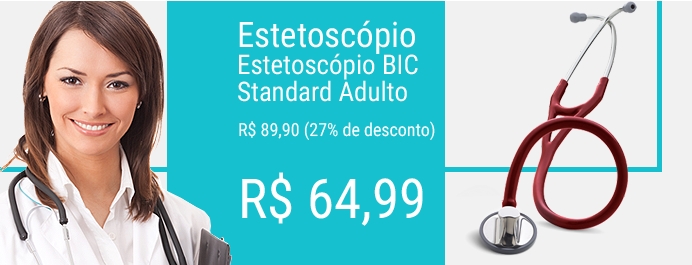 Estetoscópio
Estetoscópio BIC
Standard Adulto
R$ 89,90 (27% de desconto)
R$ 64,99